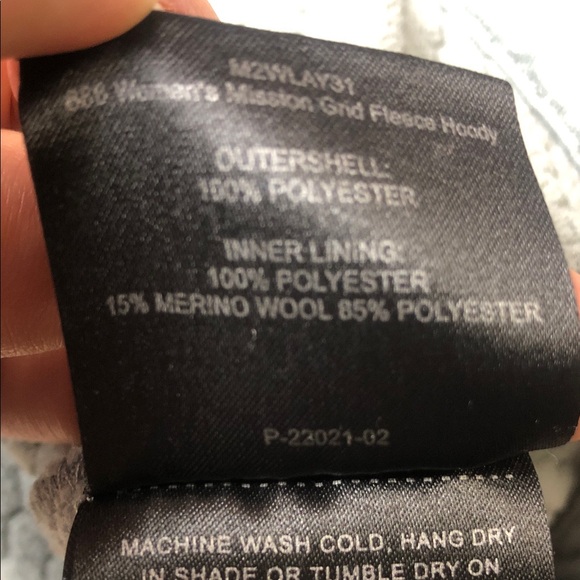 M2WLAY31
686 Women's Mission Grid Fleece Hoody
OUTERSHELL:
100% POLYESTER
INNER LINING:
100% POLYESTER
15% MERINO WOOL 85% POLYESTER
P-22021-02
MACHINE WASH COLD, HANG DRY
IN SHADE OR TUMBLE DRY ON